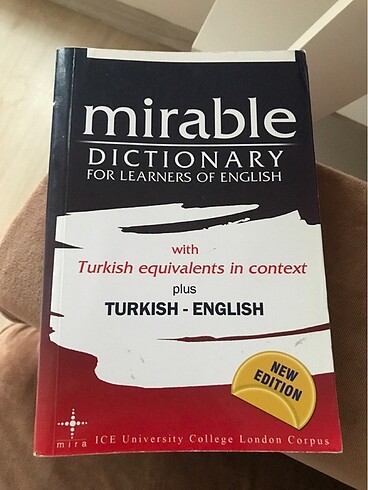 mirable
DICTIONARY
FOR LEARNERS OF ENGLISH
with
Turkish equivalents in context
plus
TURKISH - ENGLISH
NEW
EDITION
mira ICE University College London Corpus